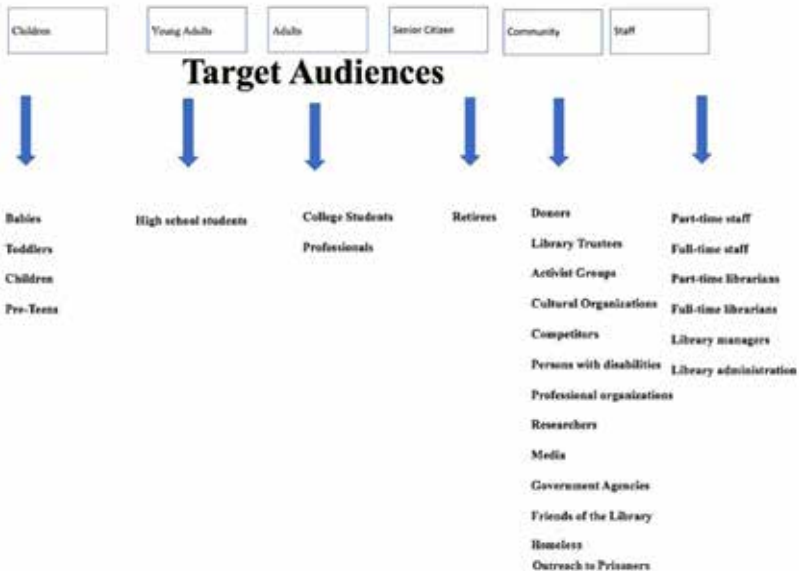 Children
Young Adults
Adults
Senior Citizen
Community
Staff
Target Audiences
Babies
Toddlers
Children
Pre-Teens
High school students
College Students
Professionals
Retirees
Donors
Library Trustees
Activist Groups
Cultural Organizations
Competitors
Persons with disabilities
Professional organizations
Researchers
Media
Government Agencies
Friends of the Library
Homeless
Outreach to Prisoners
Part-time staff
Full-time staff
Part-time librarians
Full-time librarians
Library managers
Library administration